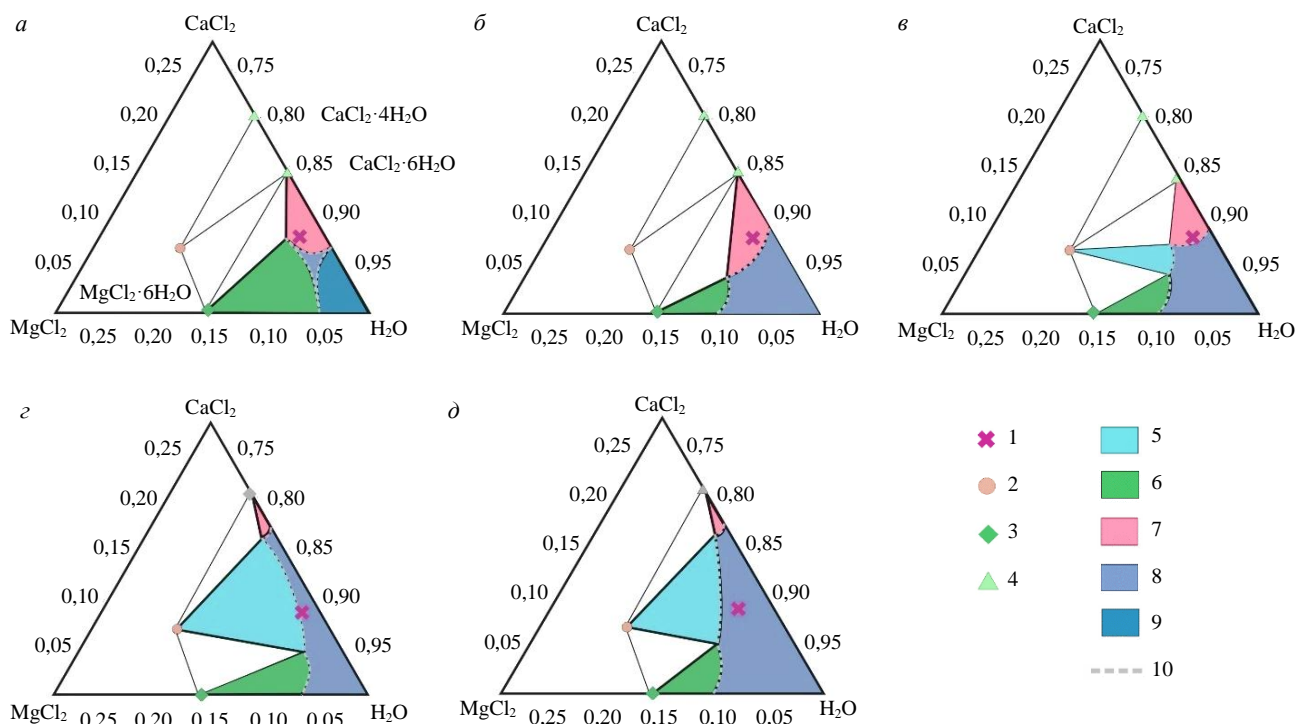 а
б
в
CaCl₂
CaCl₂
CaCl₂
0,25 0,75
0,25 0,75
0,25 0,75
0,20 0,80 CaCl₂·4H₂O
0,20 0,80
0,20 0,80
0,15 0,85 CaCl₂·6H₂O
0,15 0,85
0,15 0,85
0,10 0,90
0,10 0,90
0,10 0,90
0,05 0,95
0,05 0,95
0,05 0,95
MgCl₂·6H₂O
MgCl₂ H₂O
MgCl₂ H₂O
MgCl₂ H₂O
0,25 0,20 0,15 0,10 0,05
0,25 0,20 0,15 0,10 0,05
0,25 0,20 0,15 0,10 0,05
г
д
CaCl₂
CaCl₂
0,25 0,75
0,25 0,75
0,20 0,80
0,20 0,80
0,15 0,85
0,15 0,85
0,10 0,90
0,10 0,90
0,05 0,95
0,05 0,95
MgCl₂ H₂O
MgCl₂ H₂O
0,25 0,20 0,15 0,10 0,05
0,25 0,20 0,15 0,10 0,05
1
2
3
4
5
6
7
8
9
10